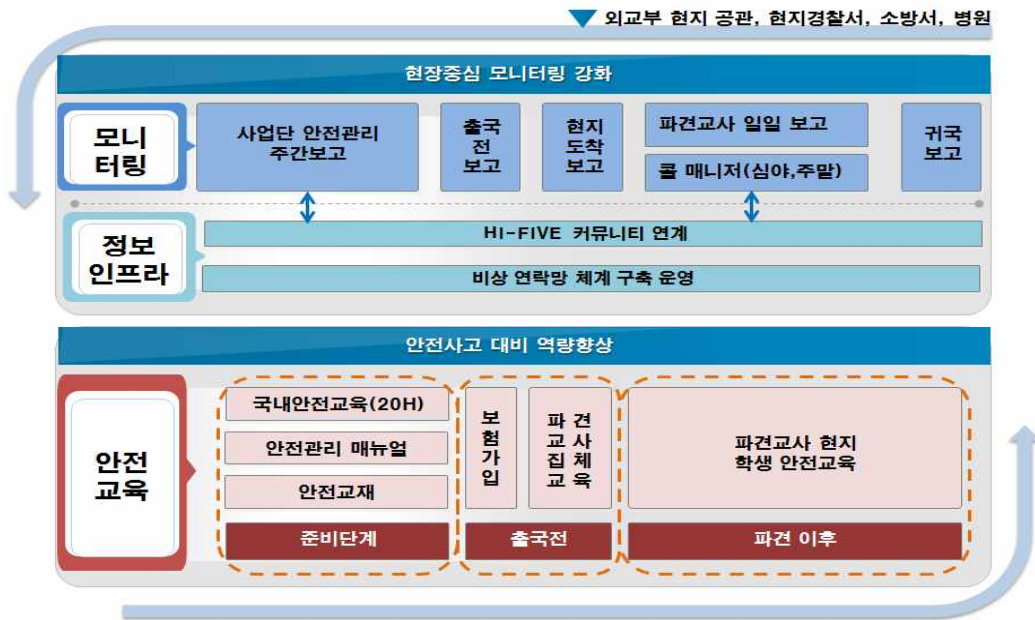 ▼ 외교부 현지 공관, 현지경찰서, 소방서, 병원
현장중심 모니터링 강화
모니
터링
사업단 안전관리
주간보고
출국
전
보고
현지
도착
보고
파견교사 일일 보고
콜 매니저(심야,주말)
귀국
보고
정보
인프라
HI-FIVE 커뮤니티 연계
비상 연락망 체계 구축 운영
안전사고 대비 역량향상
안전
교육
국내안전교육(20H)
안전관리 매뉴얼
안전교재
준비단계
보
험
가
입
파 견
교 사
집 체
교 육
출국전
파견교사 현지
학생 안전교육
파견 이후